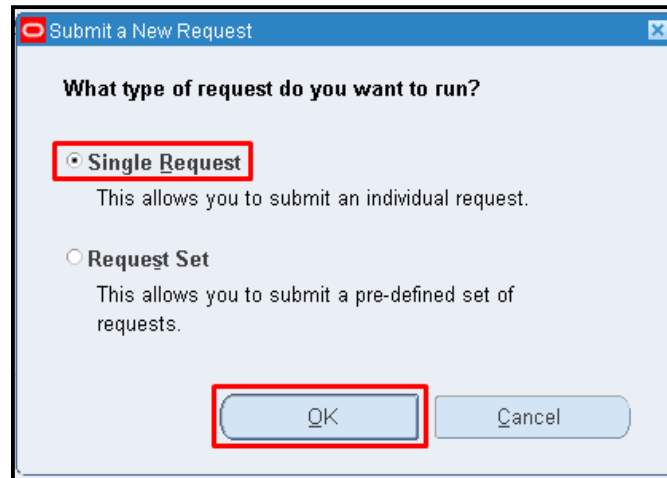 Submit a New Request
What type of request do you want to run?
Single Request
This allows you to submit an individual request.
Request Set
This allows you to submit a pre-defined set of
requests.
OK Cancel